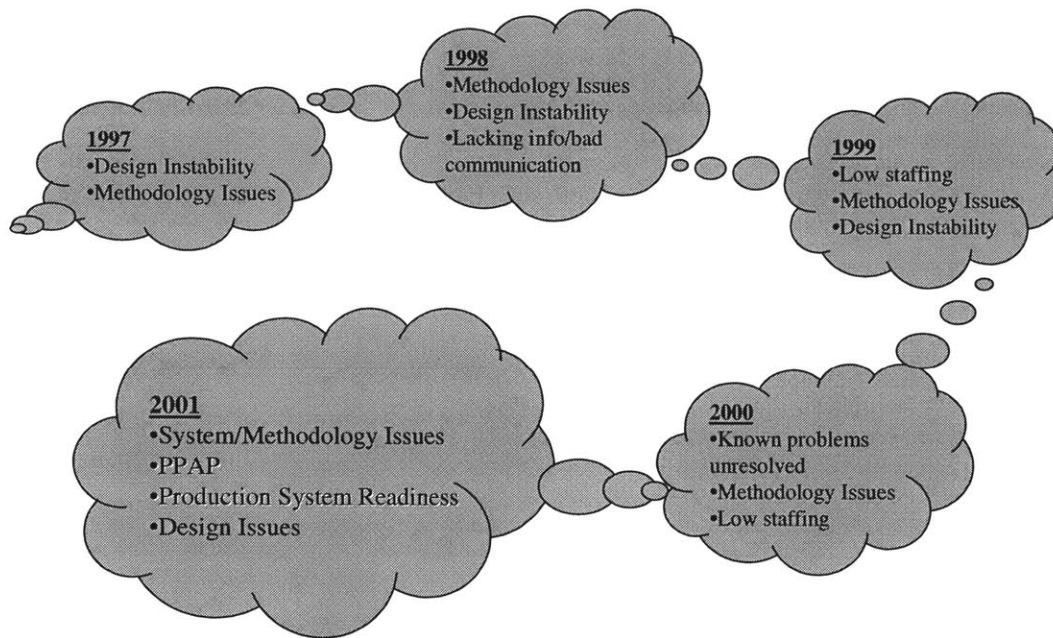 1997
•Design Instability
•Methodology Issues
1998
•Methodology Issues
•Design Instability
•Lacking info/bad
communication
1999
•Low staffing
•Methodology Issues
•Design Instability
2000
•Known problems
unresolved
•Methodology Issues
•Low staffing
2001
•System/Methodology Issues
•PPAP
•Production System Readiness
•Design Issues